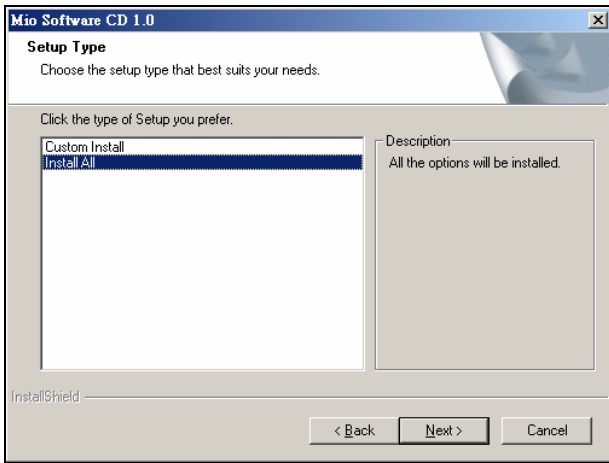 Mio Software CD 1.0
Setup Type
Choose the setup type that best suits your needs.
Click the type of Setup you prefer.
Custom Install
Install All
Description
All the options will be installed.
InstallShield
< Back
Next >
Cancel